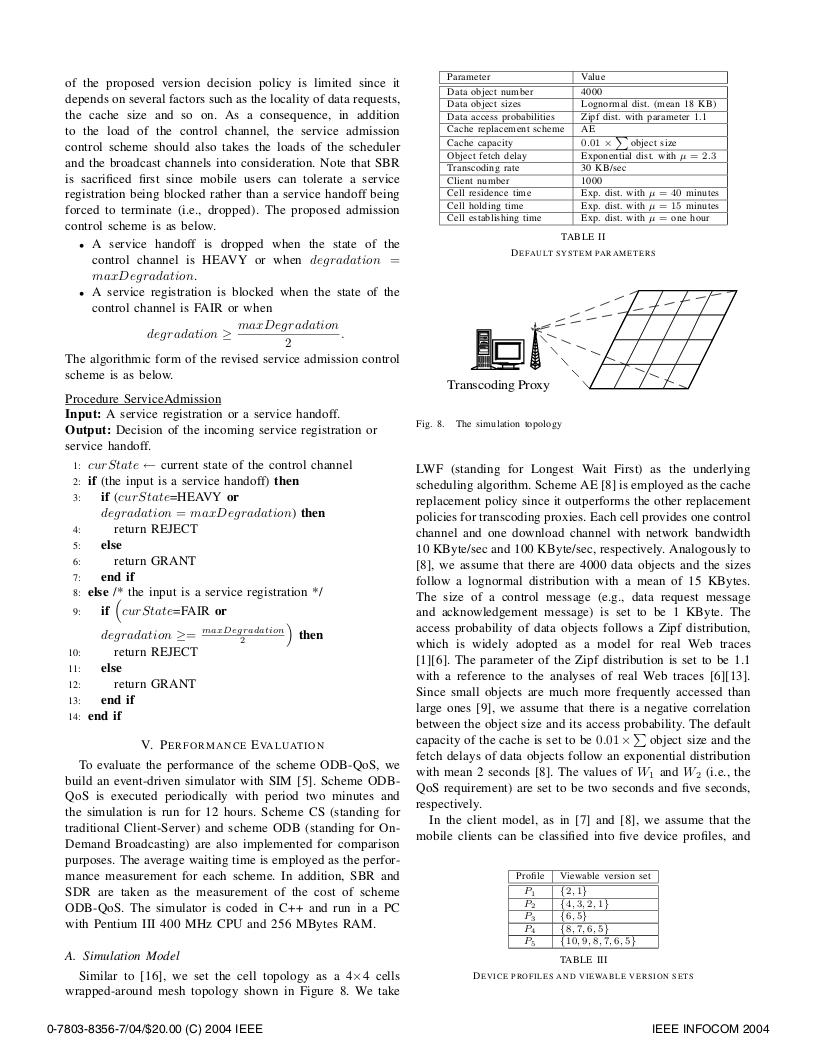 of the proposed version decision policy is limited since it
depends on several factors such as the locality of data requests,
the cache size and so on. As a consequence, in addition
to the load of the control channel, the service admission
control scheme should also takes the loads of the scheduler
and the broadcast channels into consideration. Note that SBR
is sacrificed first since mobile users can tolerate a service
registration being blocked rather than a service handoff being
forced to terminate (i.e., dropped). The proposed admission
control scheme is as below.
• A service handoff is dropped when the state of the
control channel is HEAVY or when degradation =
maxDegradation.
• A service registration is blocked when the state of the
control channel is FAIR or when
degradation ≥ maxDegradation / 2 .
The algorithmic form of the revised service admission control
scheme is as below.
Procedure ServiceAdmission
Input: A service registration or a service handoff.
Output: Decision of the incoming service registration or
service handoff.
1: curState ← current state of the control channel
2: if (the input is a service handoff) then
3: if (curState=HEAVY or
degradation = maxDegradation) then
4: return REJECT
5: else
6: return GRANT
7: end if
8: else /* the input is a service registration */
9: if (curState=FAIR or
degradation >= maxDegradation / 2) then
10: return REJECT
11: else
12: return GRANT
13: end if
14: end if
V. PERFORMANCE EVALUATION
To evaluate the performance of the scheme ODB-QoS, we
build an event-driven simulator with SIM [5]. Scheme ODB-
QoS is executed periodically with period two minutes and
the simulation is run for 12 hours. Scheme CS (standing for
traditional Client-Server) and scheme ODB (standing for On-
Demand Broadcasting) are also implemented for comparison
purposes. The average waiting time is employed as the perfor-
mance measurement for each scheme. In addition, SBR and
SDR are taken as the measurement of the cost of scheme
ODB-QoS. The simulator is coded in C++ and run in a PC
with Pentium III 400 MHz CPU and 256 MBytes RAM.
A. Simulation Model
Similar to [16], we set the cell topology as a 4×4 cells
wrapped-around mesh topology shown in Figure 8. We take
Parameter Value
Data object number 4000
Data object sizes Lognormal dist. (mean 18 KB)
Data access probabilities Zipf dist. with parameter 1.1
Cache replacement scheme AE
Cache capacity 0.01 × ∑ object size
Object fetch delay Exponential dist. with μ = 2.3
Transcoding rate 30 KB/sec
Client number 1000
Cell residence time Exp. dist. with μ = 40 minutes
Cell holding time Exp. dist. with μ = 15 minutes
Cell establishing time Exp. dist. with μ = one hour
TABLE II
DEFAULT SYSTEM PARAMETERS
Transcoding Proxy
Fig. 8. The simulation topology
LWF (standing for Longest Wait First) as the underlying
scheduling algorithm. Scheme AE [8] is employed as the cache
replacement policy since it outperforms the other replacement
policies for transcoding proxies. Each cell provides one control
channel and one download channel with network bandwidth
10 KByte/sec and 100 KByte/sec, respectively. Analogously to
[8], we assume that there are 4000 data objects and the sizes
follow a lognormal distribution with a mean of 15 KBytes.
The size of a control message (e.g., data request message
and acknowledgement message) is set to be 1 KByte. The
access probability of data objects follows a Zipf distribution,
which is widely adopted as a model for real Web traces
[1][6]. The parameter of the Zipf distribution is set to be 1.1
with a reference to the analyses of real Web traces [6][13].
Since small objects are much more frequently accessed than
large ones [9], we assume that there is a negative correlation
between the object size and its access probability. The default
capacity of the cache is set to be 0.01×∑ object size and the
fetch delays of data objects follow an exponential distribution
with mean 2 seconds [8]. The values of W1 and W2 (i.e., the
QoS requirement) are set to be two seconds and five seconds,
respectively.
In the client model, as in [7] and [8], we assume that the
mobile clients can be classified into five device profiles, and
Profile Viewable version set
P1 {2, 1}
P2 {4, 3, 2, 1}
P3 {6, 5}
P4 {8, 7, 6, 5}
P5 {10, 9, 8, 7, 6, 5}
TABLE III
DEVICE PROFILES AND VIEWABLE VERSION SETS
0-7803-8356-7/04/$20.00 (C) 2004 IEEE
IEEE INFOCOM 2004